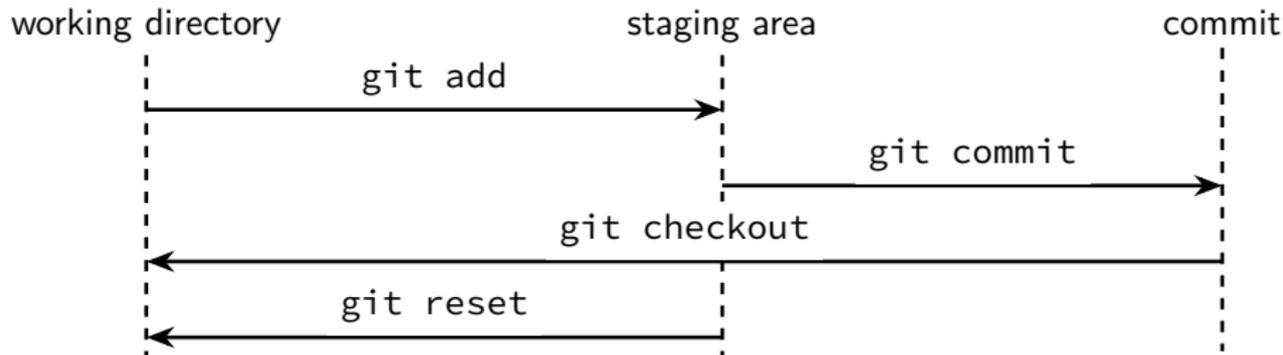 working directory staging area commit
git add
git commit
git checkout
git reset